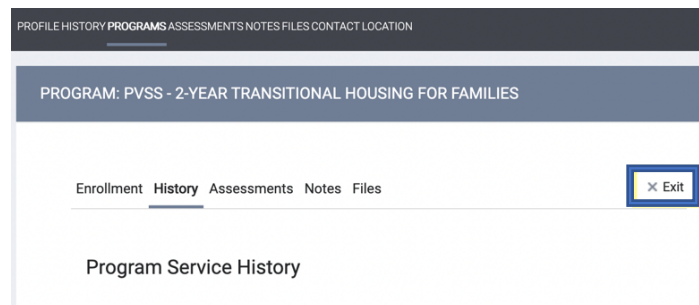 PROFILE HISTORY PROGRAMS ASSESSMENTS NOTES FILES CONTACT LOCATION
PROGRAM: PVSS - 2-YEAR TRANSITIONAL HOUSING FOR FAMILIES
Enrollment History Assessments Notes Files × Exit
Program Service History